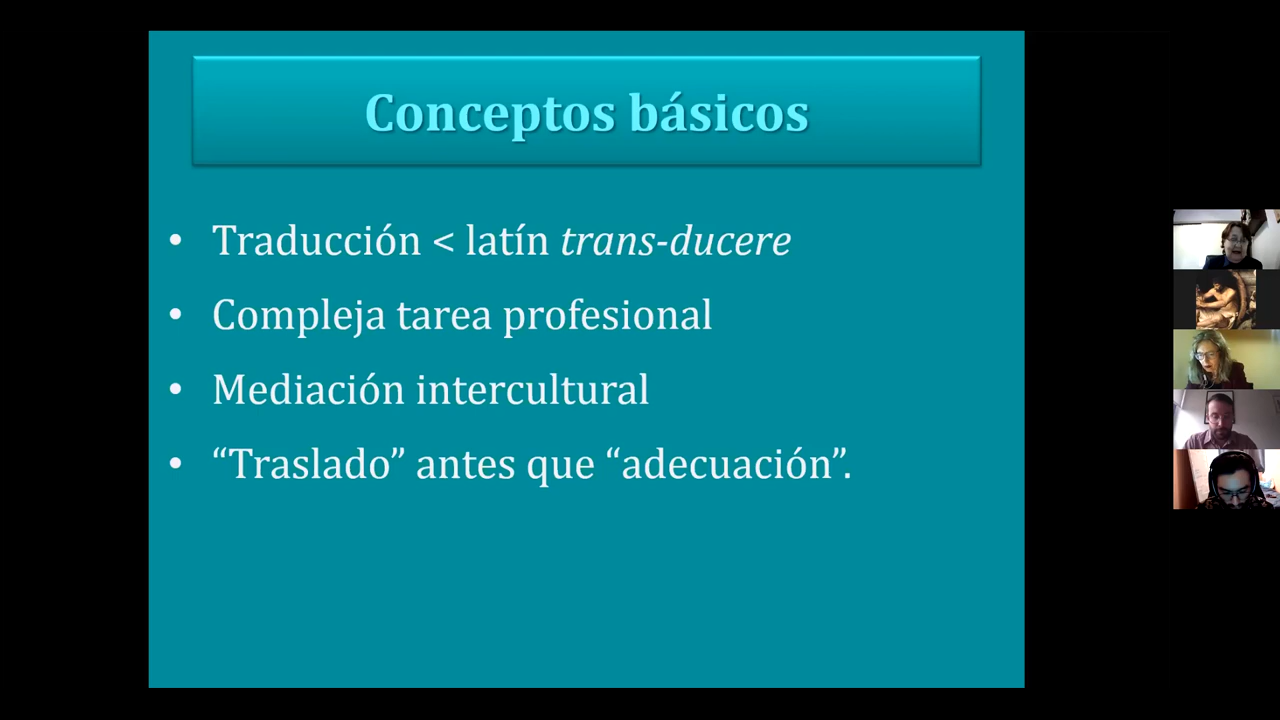 Conceptos básicos
• Traducción < latín trans-ducere
• Compleja tarea profesional
• Mediación intercultural
• “Traslado” antes que “adecuación”.